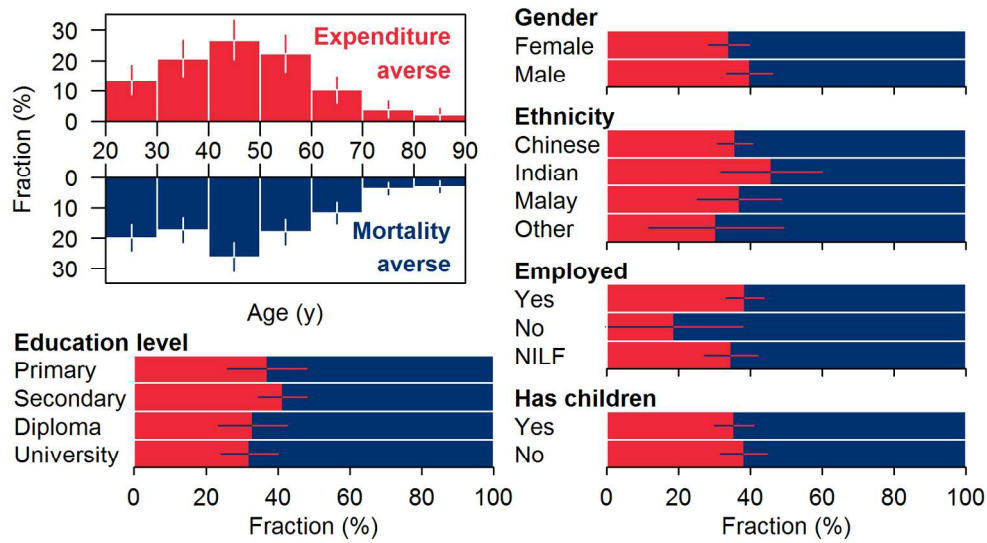 30
20
10
0
Fraction (%)
Expenditure
averse
20 30 40 50 60 70 80 90
0
10
20
30
Mortality
averse
Age (y)
Education level
Primary
Secondary
Diploma
University
0 20 40 60 80 100
Fraction (%)
Gender
Female
Male
Ethnicity
Chinese
Indian
Malay
Other
Employed
Yes
No
NILF
Has children
Yes
No
0 20 40 60 80 100
Fraction (%)